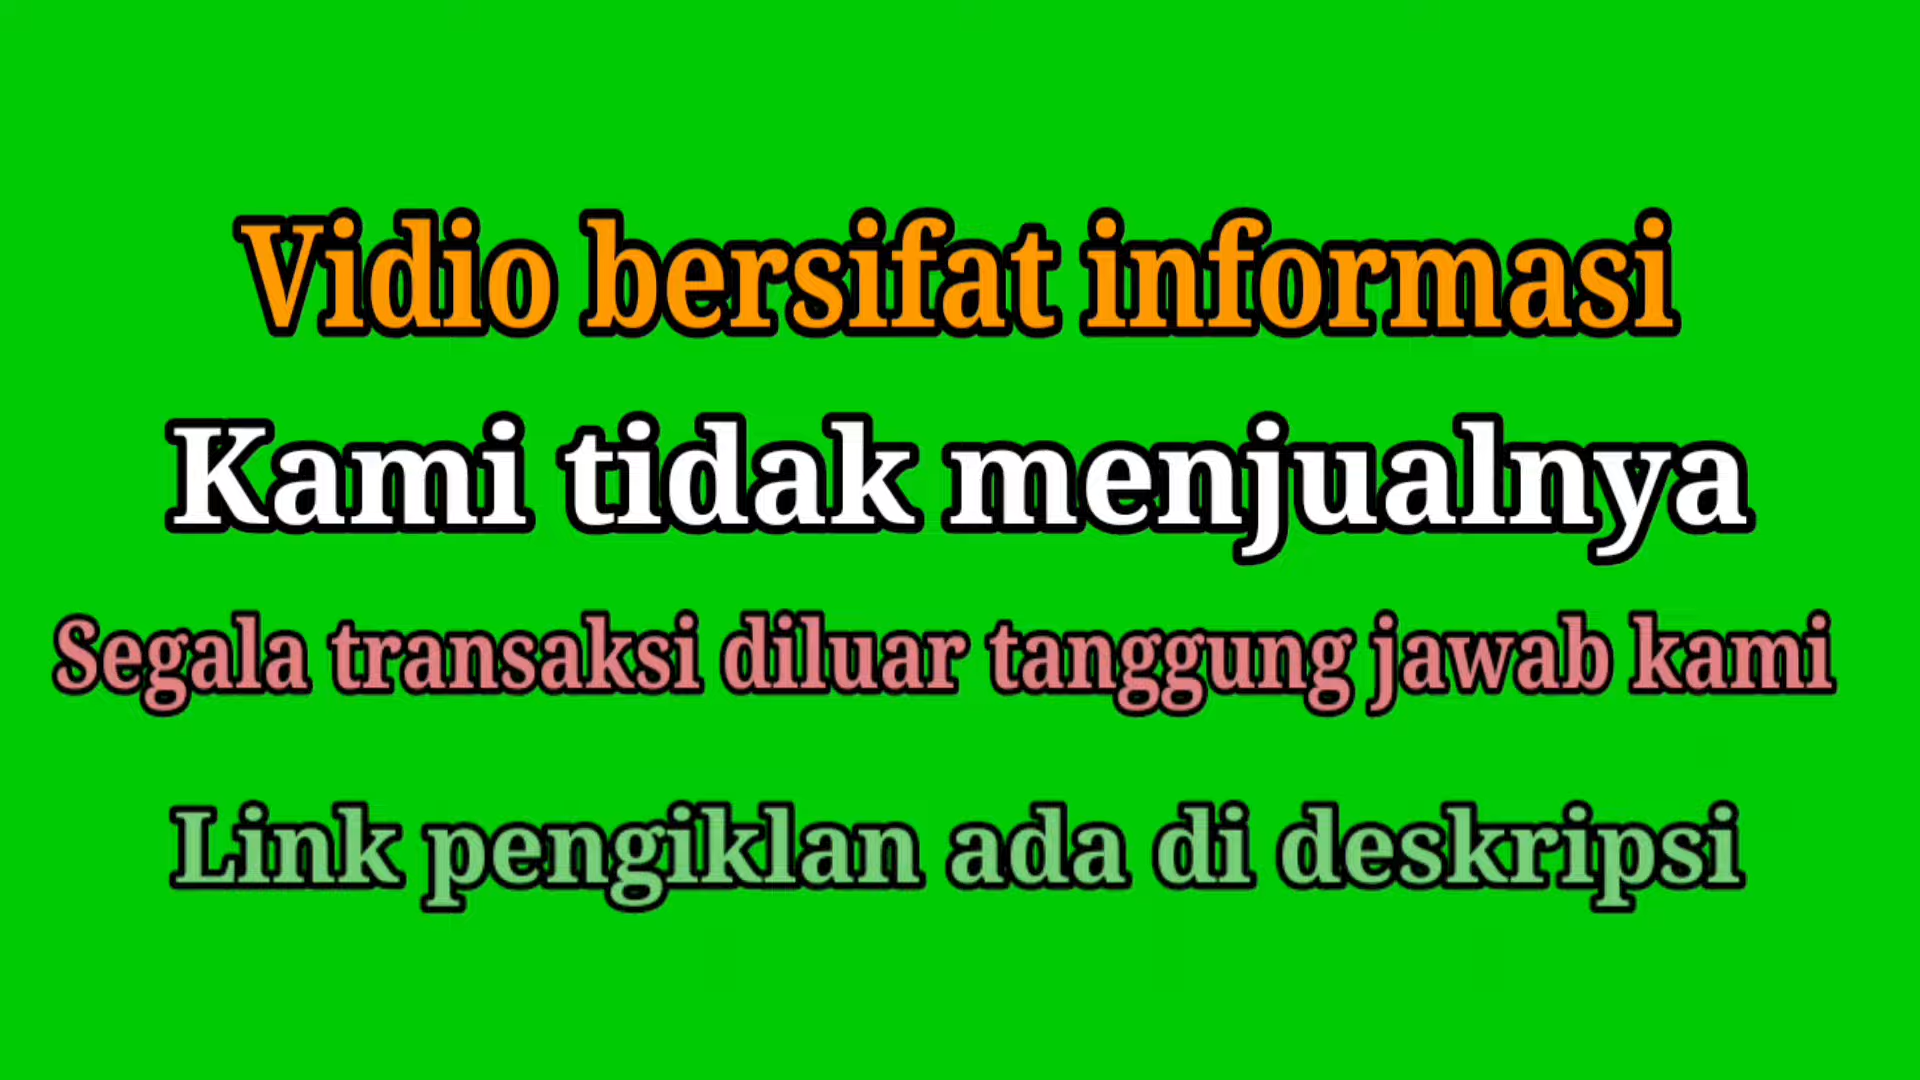 Vidio bersifat informasi
Kami tidak menjualnya
Segala transaksi diluar tanggung jawab kami
Link pengiklan ada di deskripsi